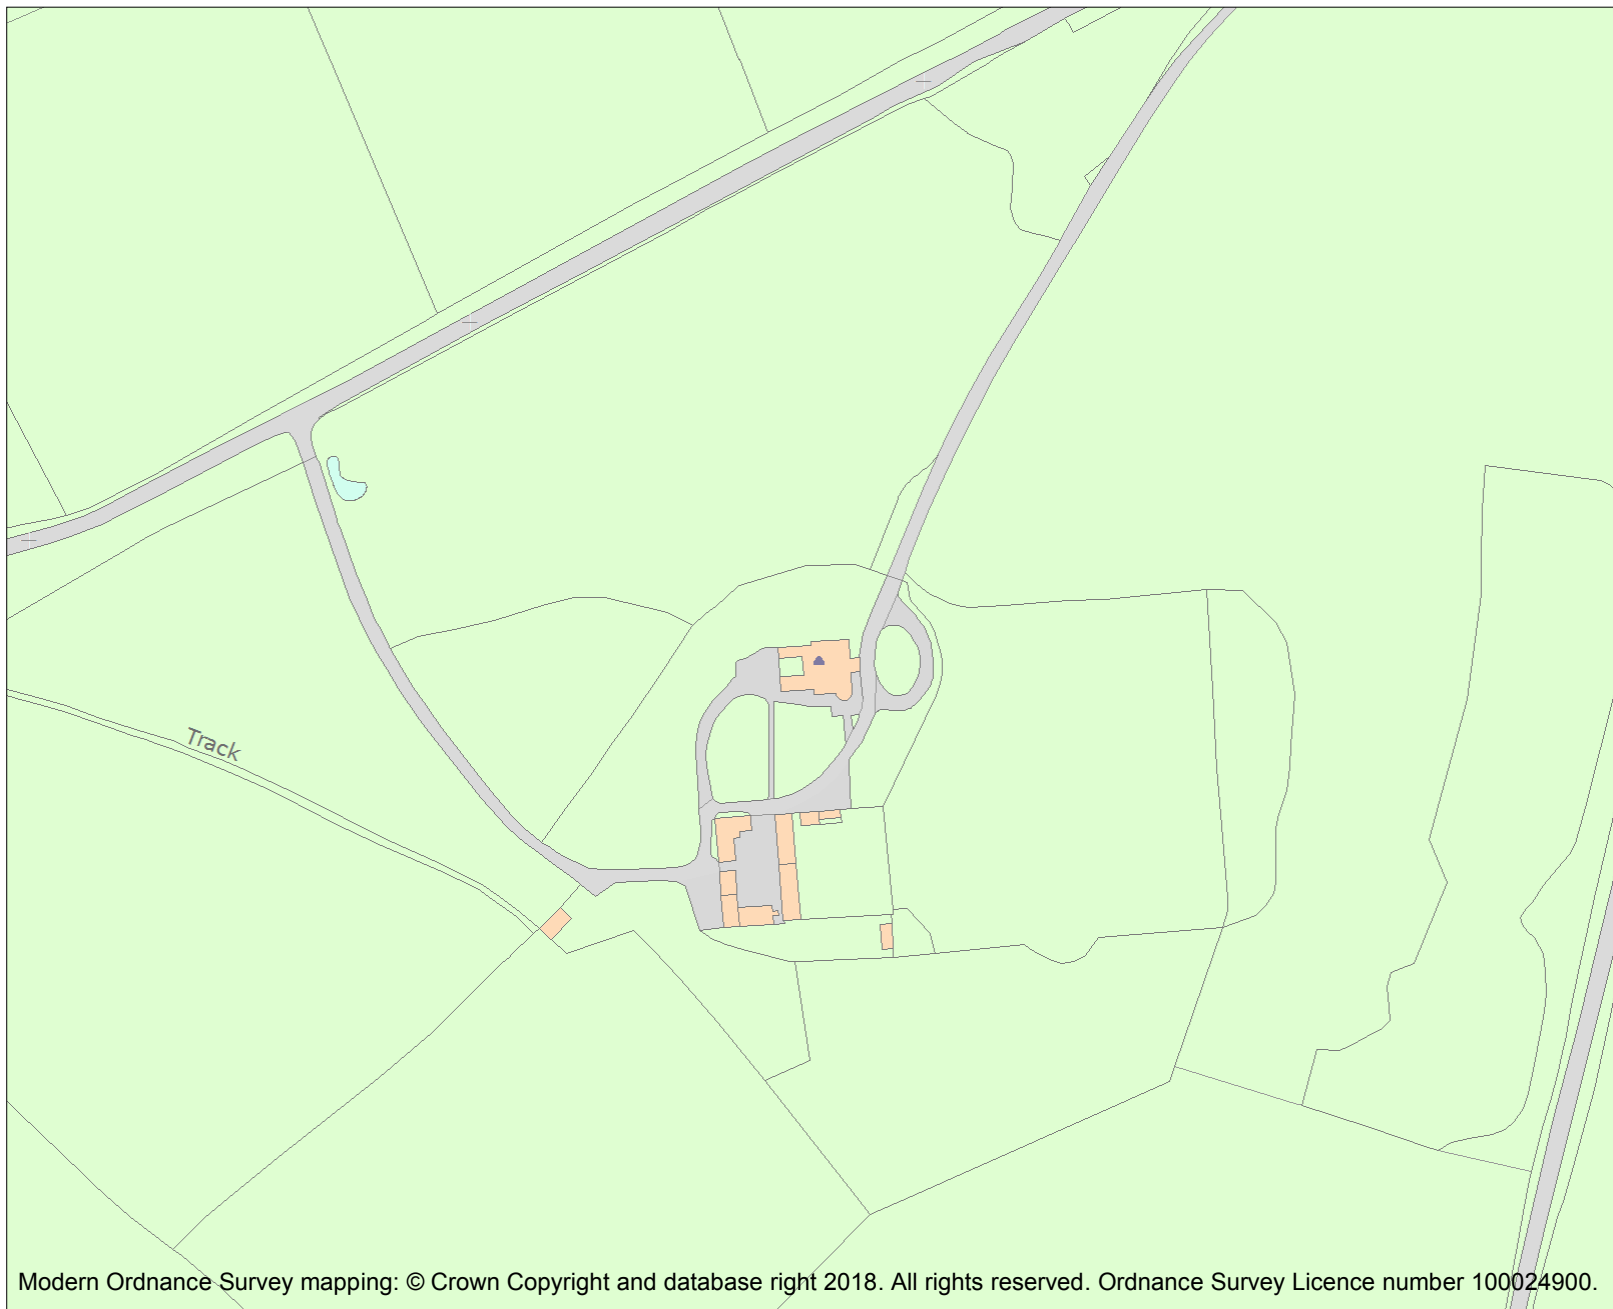 Track
Modern Ordnance Survey mapping: © Crown Copyright and database right 2018. All rights reserved. Ordnance Survey Licence number 100024900.